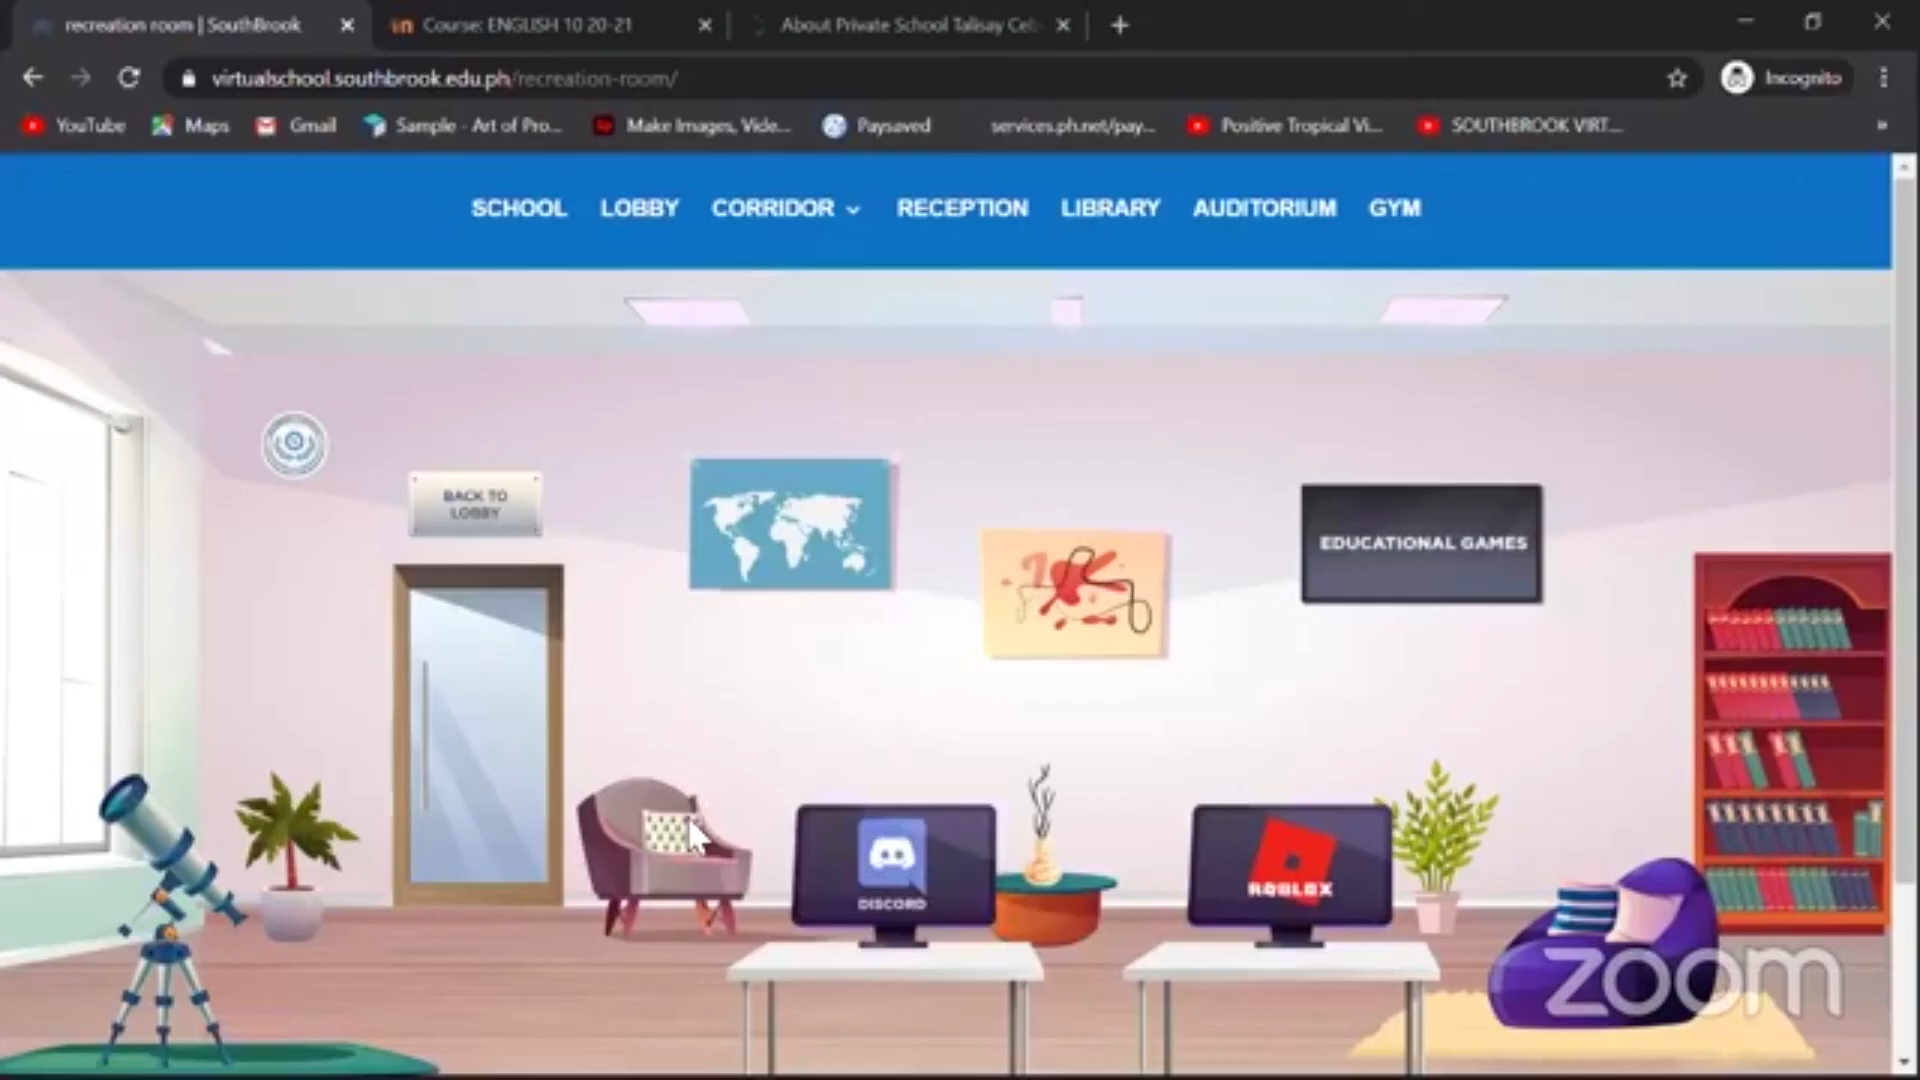 recreation room | SouthBrook
Course: ENGLISH 10 20-21
About Private School Talisay Ceb
virtualschool.southbrook.edu.ph/recreation-room/
Incognito
YouTube
Maps
Gmail
Sample - Art of Pro...
Make Images, Vide...
Paysaved
services.ph.net/pay...
Positive Tropical Vi...
SOUTHBROOK VIRT...
SCHOOL
LOBBY
CORRIDOR
RECEPTION
LIBRARY
AUDITORIUM
GYM
BACK TO
LOBBY
EDUCATIONAL GAMES
DISCORD
ROBLOX
zoom